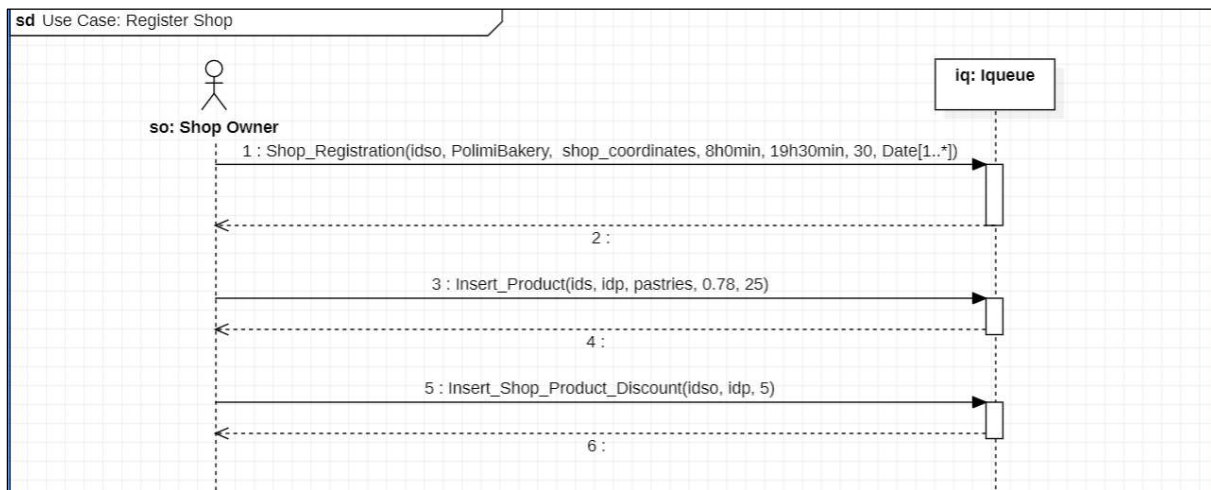 sd Use Case: Register Shop
iq: Iqueue
so: Shop Owner
1 : Shop_Registration(idso, PolimiBakery, shop_coordinates, 8h0min, 19h30min, 30, Date[1..*])
2 :
3 : Insert_Product(ids, idp, pastries, 0.78, 25)
4 :
5 : Insert_Shop_Product_Discount(idso, idp, 5)
6 :